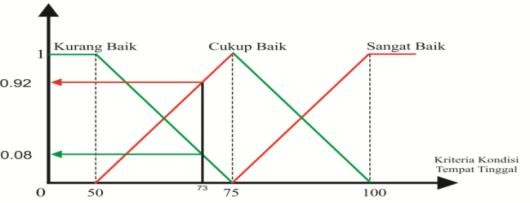 Kurang Baik Cukup Baik Sangat Baik
1
0.92
0.08
Kriteria Kondisi
Tempat Tinggal
0 50 73 75 100